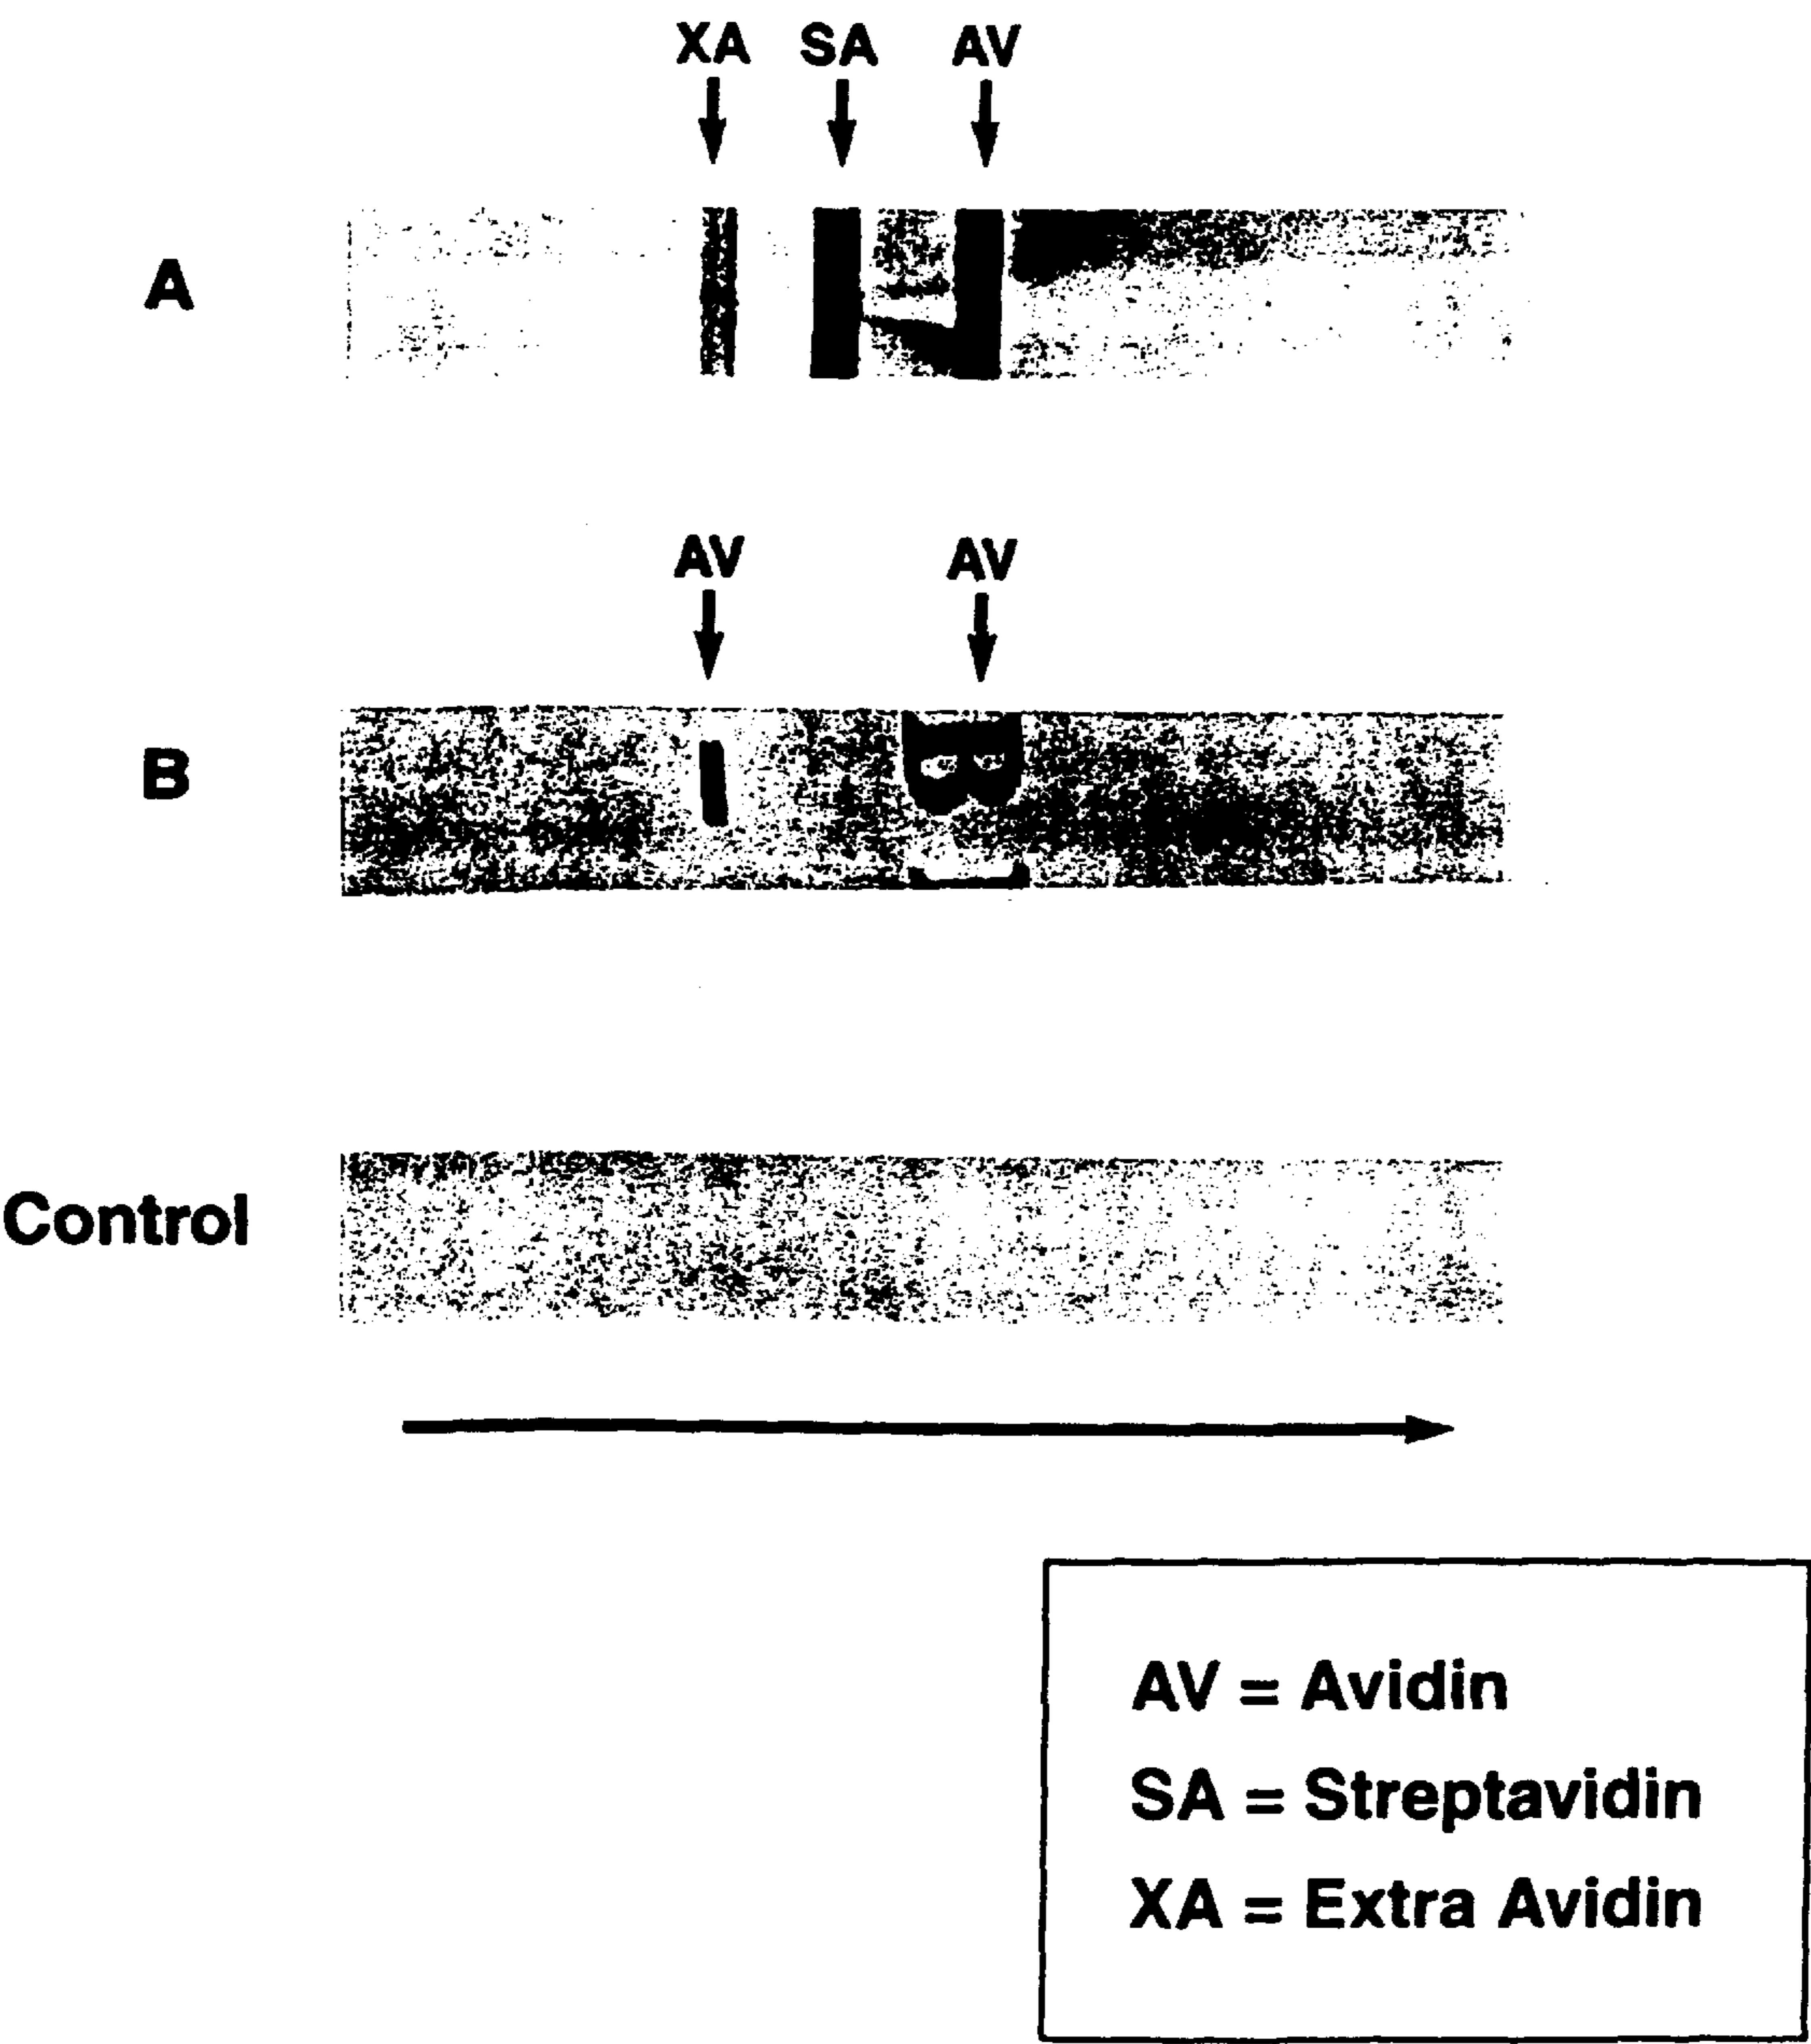 XA SA AV
A
AV AV
B
B
Control
AV = Avidin
SA = Streptavidin
XA = Extra Avidin